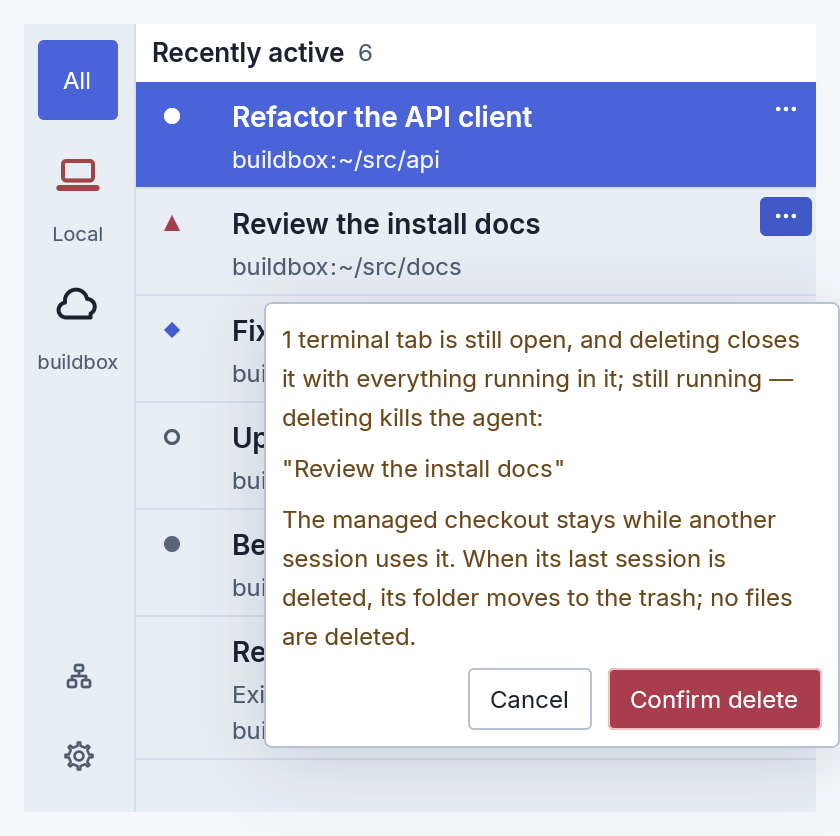 Recently active 6
All
Refactor the API client
buildbox:~/src/api
Local
Review the install docs
buildbox:~/src/docs
buildbox
1 terminal tab is still open, and deleting closes
it with everything running in it; still running —
deleting kills the agent:
"Review the install docs"
The managed checkout stays while another
session uses it. When its last session is
deleted, its folder moves to the trash; no files
are deleted.
Cancel
Confirm delete